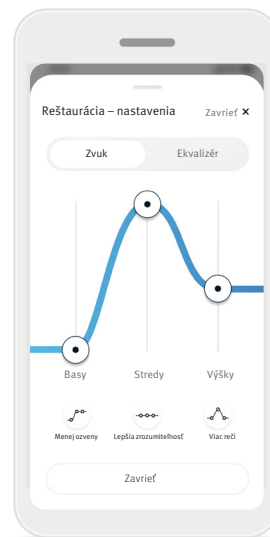 Reštaurácia – nastavenia Zavrieť ×
Zvuk Ekvalizér
Basy Stredy Výšky
Menej ozveny Lepšia zrozumiteľnosť Viac reči
Zavrieť